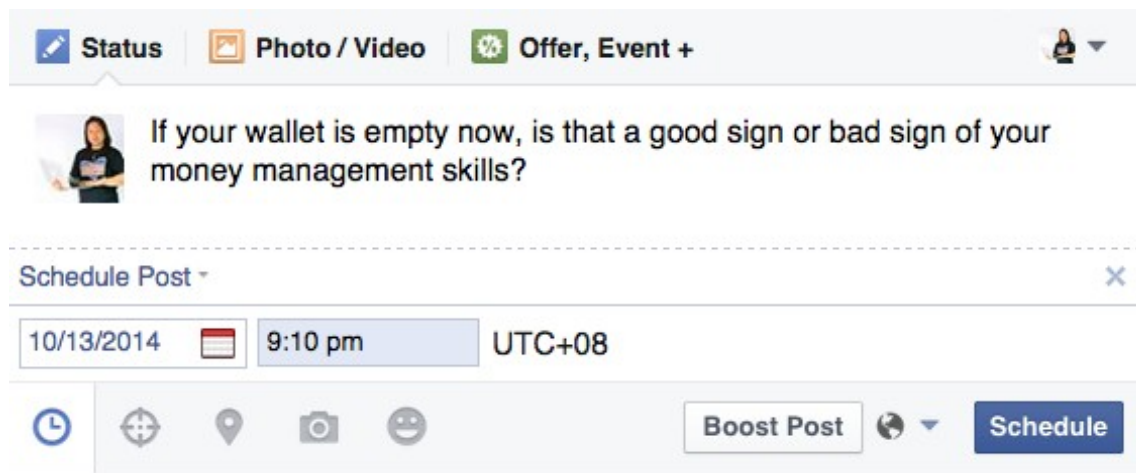 Status Photo / Video Offer, Event +
If your wallet is empty now, is that a good sign or bad sign of your
money management skills?
Schedule Post
10/13/2014 9:10 pm UTC+08
Boost Post Schedule